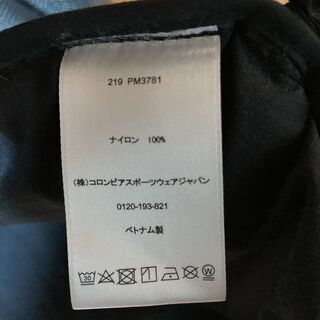 219 PM3781
ナイロン 100%
(株)コロンビアスポーツウェアジャパン
0120-193-821
ベトナム製
30
W